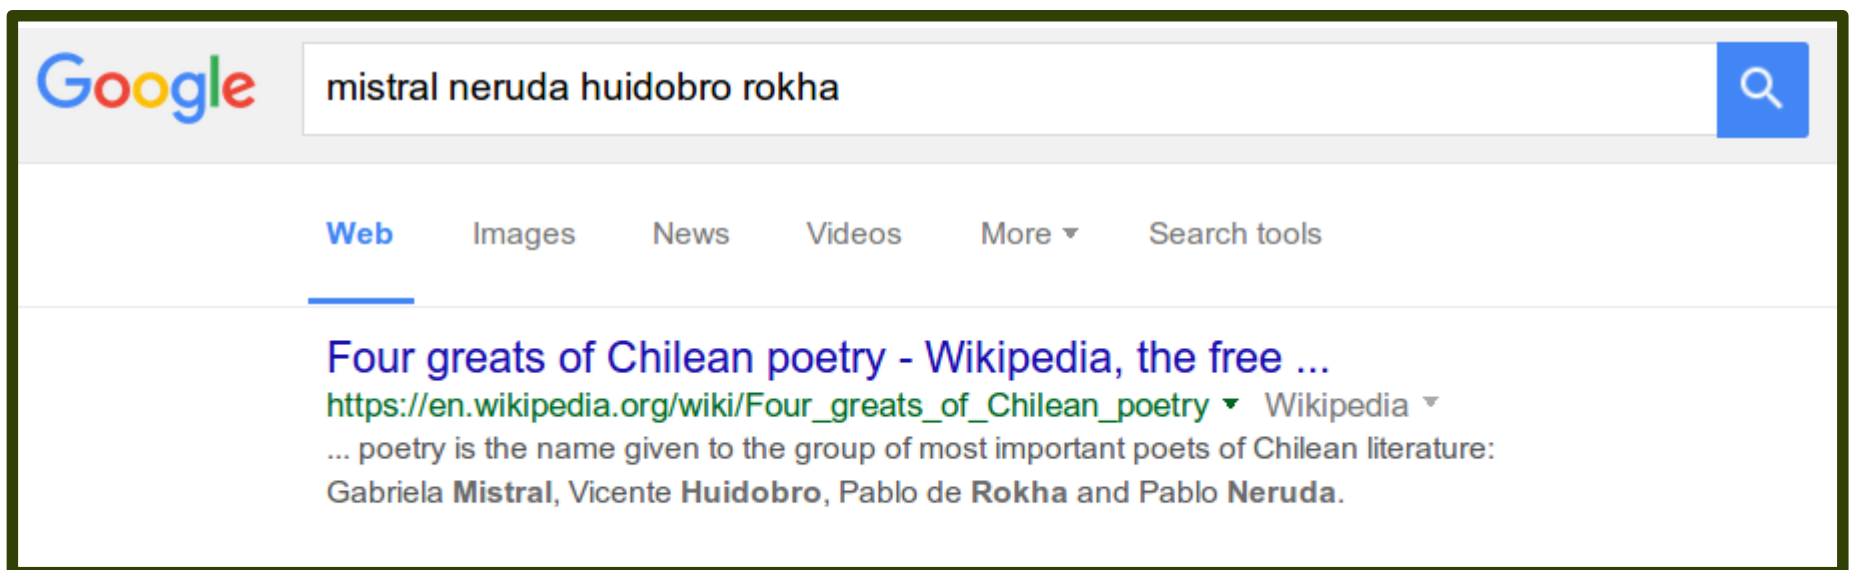 Google mistral neruda huidobro rokha
Web Images News Videos More Search tools
Four greats of Chilean poetry - Wikipedia, the free ...
https://en.wikipedia.org/wiki/Four_greats_of_Chilean_poetry Wikipedia
... poetry is the name given to the group of most important poets of Chilean literature:
Gabriela Mistral, Vicente Huidobro, Pablo de Rokha and Pablo Neruda.